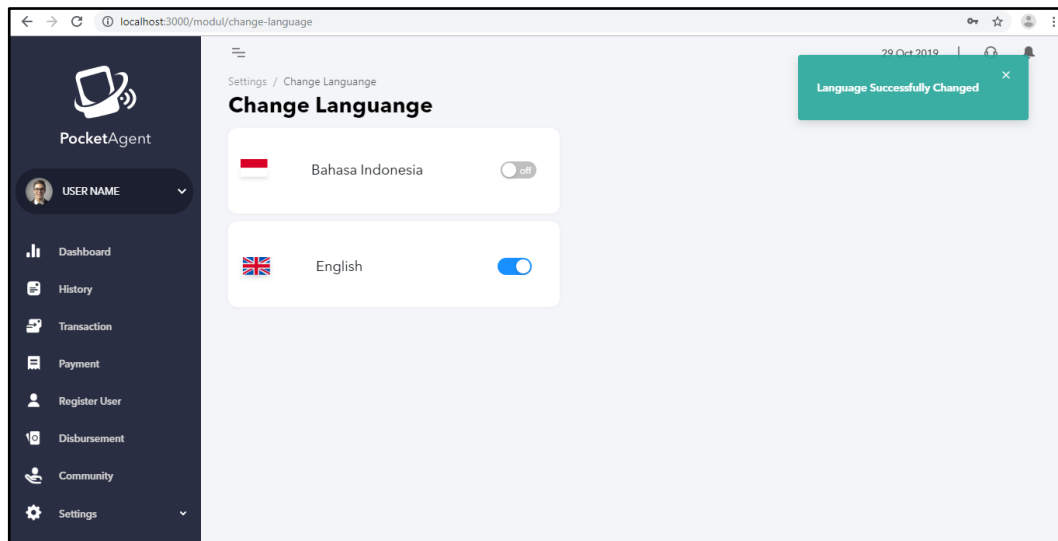 localhost:3000/modul/change-language
29 Oct 2019
Settings / Change Languange
Change Languange
Language Successfully Changed
×
PocketAgent
USER NAME
Bahasa Indonesia
off
English
Dashboard
History
Transaction
Payment
Register User
Disbursement
Community
Settings